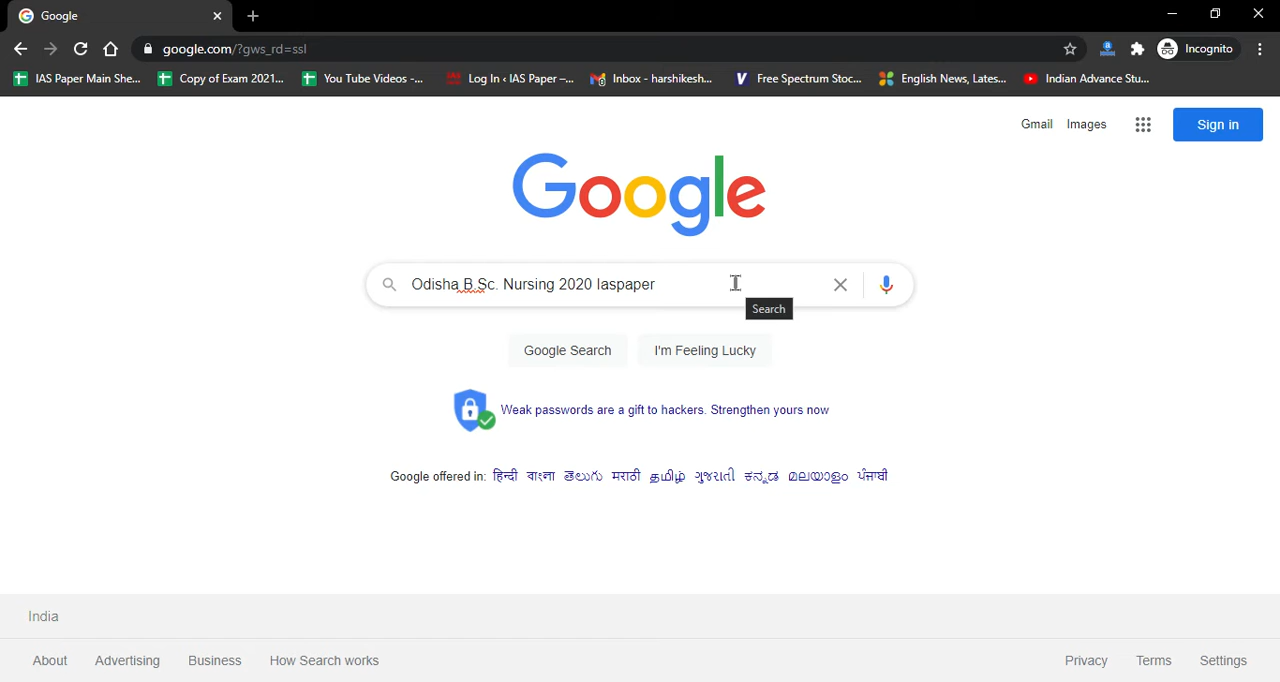 Google
google.com/?gws_rd=ssl
Incognito
IAS Paper Main She... Copy of Exam 2021... You Tube Videos -... Log In ‹ IAS Paper –... Inbox - harshikesh... Free Spectrum Stoc... English News, Lates... Indian Advance Stu...
Gmail Images Sign in
Google
Odisha B Sc. Nursing 2020 Iaspaper
Search
Google Search I'm Feeling Lucky
Weak passwords are a gift to hackers. Strengthen yours now
Google offered in: हिन्दी বাংলা తెలుగు मराठी தமிழ் ગુજરાતી ಕನ್ನಡ മലയാളം ਪੰਜਾਬੀ
India
About Advertising Business How Search works Privacy Terms Settings